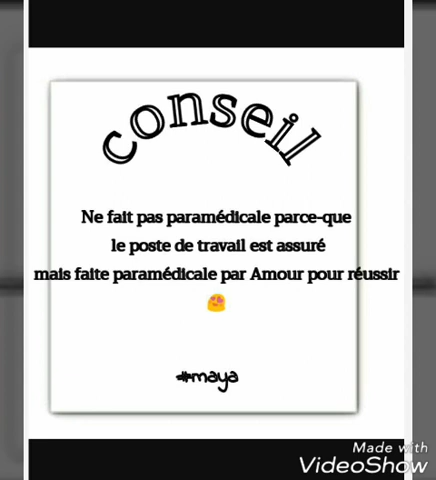 conseil
Ne fait pas paramédicale parce-que
le poste de travail est assuré
mais faite paramédicale par Amour pour réussir
😍
#maya
Made with
VideoShow